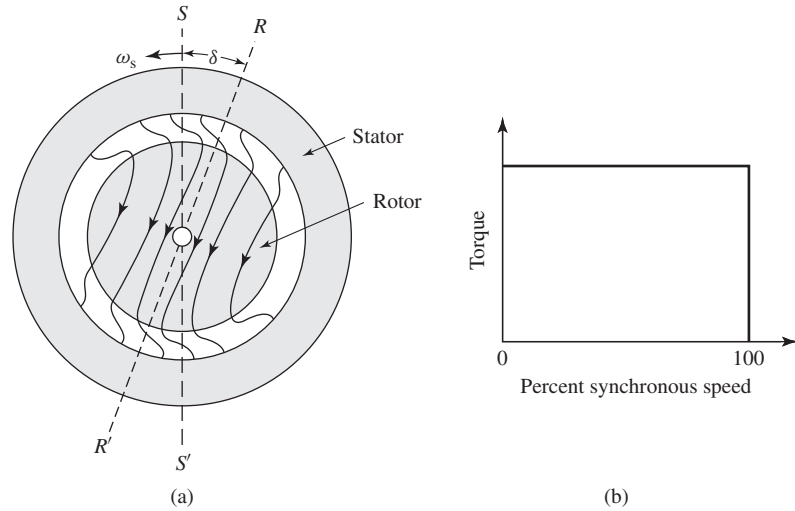 S
R
ωs
δ
Stator
Rotor
R′
S′
(a)
Torque
0
100
Percent synchronous speed
(b)